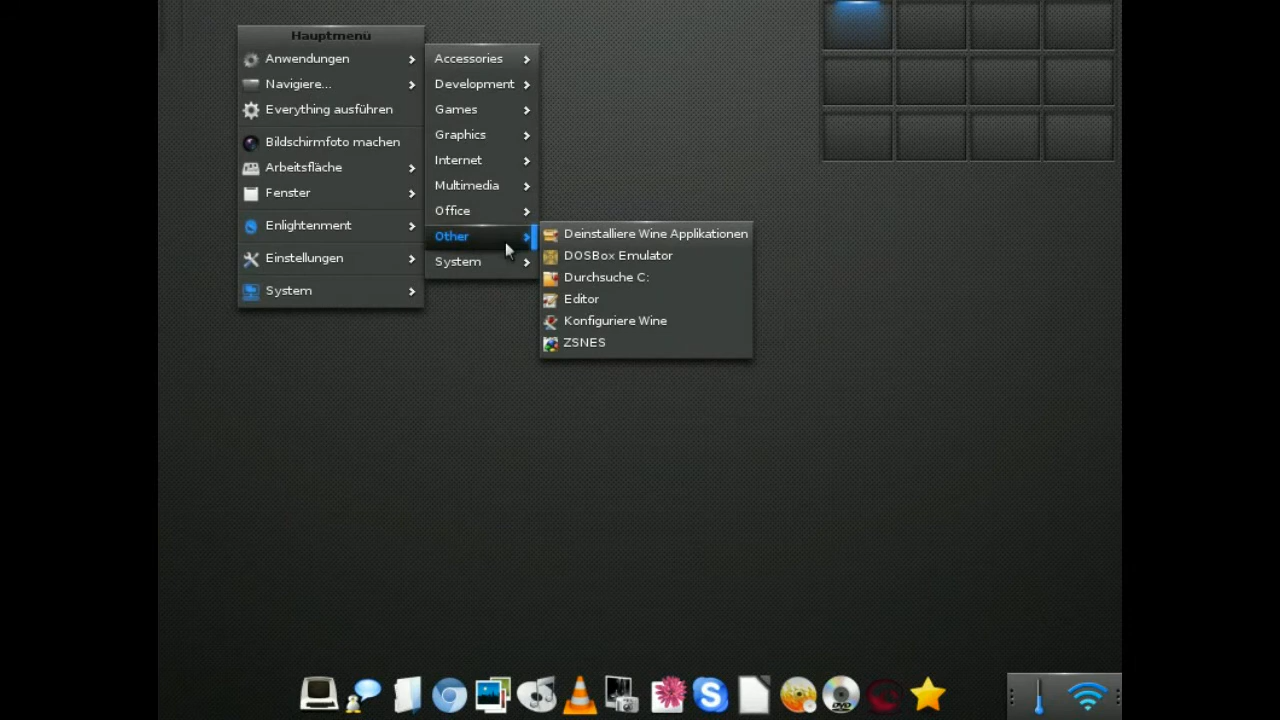 Hauptmenü
Anwendungen
Navigiere...
Everything ausführen
Bildschirmfoto machen
Arbeitsfläche
Fenster
Enlightenment
Einstellungen
System
Accessories
Development
Games
Graphics
Internet
Multimedia
Office
Other
System
Deinstalliere Wine Applikationen
DOSBox Emulator
Durchsuche C:
Editor
Konfiguriere Wine
ZSNES
DVD